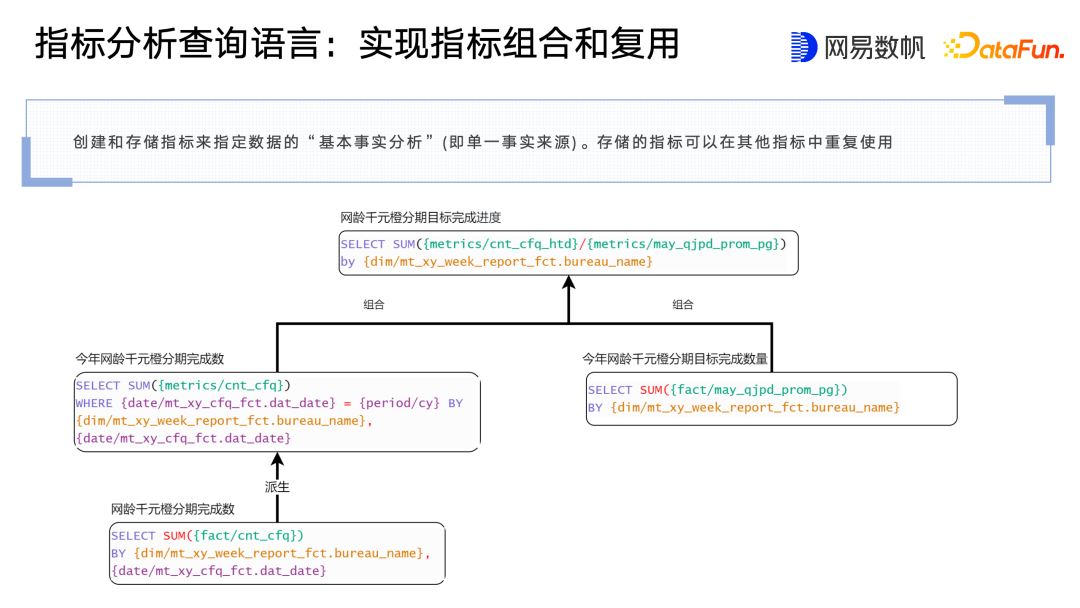 指标分析查询语言：实现指标组合和复用
网易数帆
DataFun.
创建和存储指标来指定数据的“基本事实分析”(即单一事实来源)。存储的指标可以在其他指标中重复使用
网龄千元橙分期目标完成进度
SELECT SUM({metrics/cnt_cfq_htd}/{metrics/may_qjpd_prom_pg})
by {dim/mt_xy_week_report_fct.bureau_name}
组合
组合
今年网龄千元橙分期完成数
SELECT SUM({metrics/cnt_cfq})
WHERE {date/mt_xy_cfq_fct.dat_date} = {period/cy} BY
{dim/mt_xy_week_report_fct.bureau_name},
{date/mt_xy_cfq_fct.dat_date}
今年网龄千元橙分期目标完成数量
SELECT SUM({fact/may_qjpd_prom_pg})
BY {dim/mt_xy_week_report_fct.bureau_name}
派生
网龄千元橙分期完成数
SELECT SUM({fact/cnt_cfq})
BY {dim/mt_xy_week_report_fct.bureau_name},
{date/mt_xy_cfq_fct.dat_date}